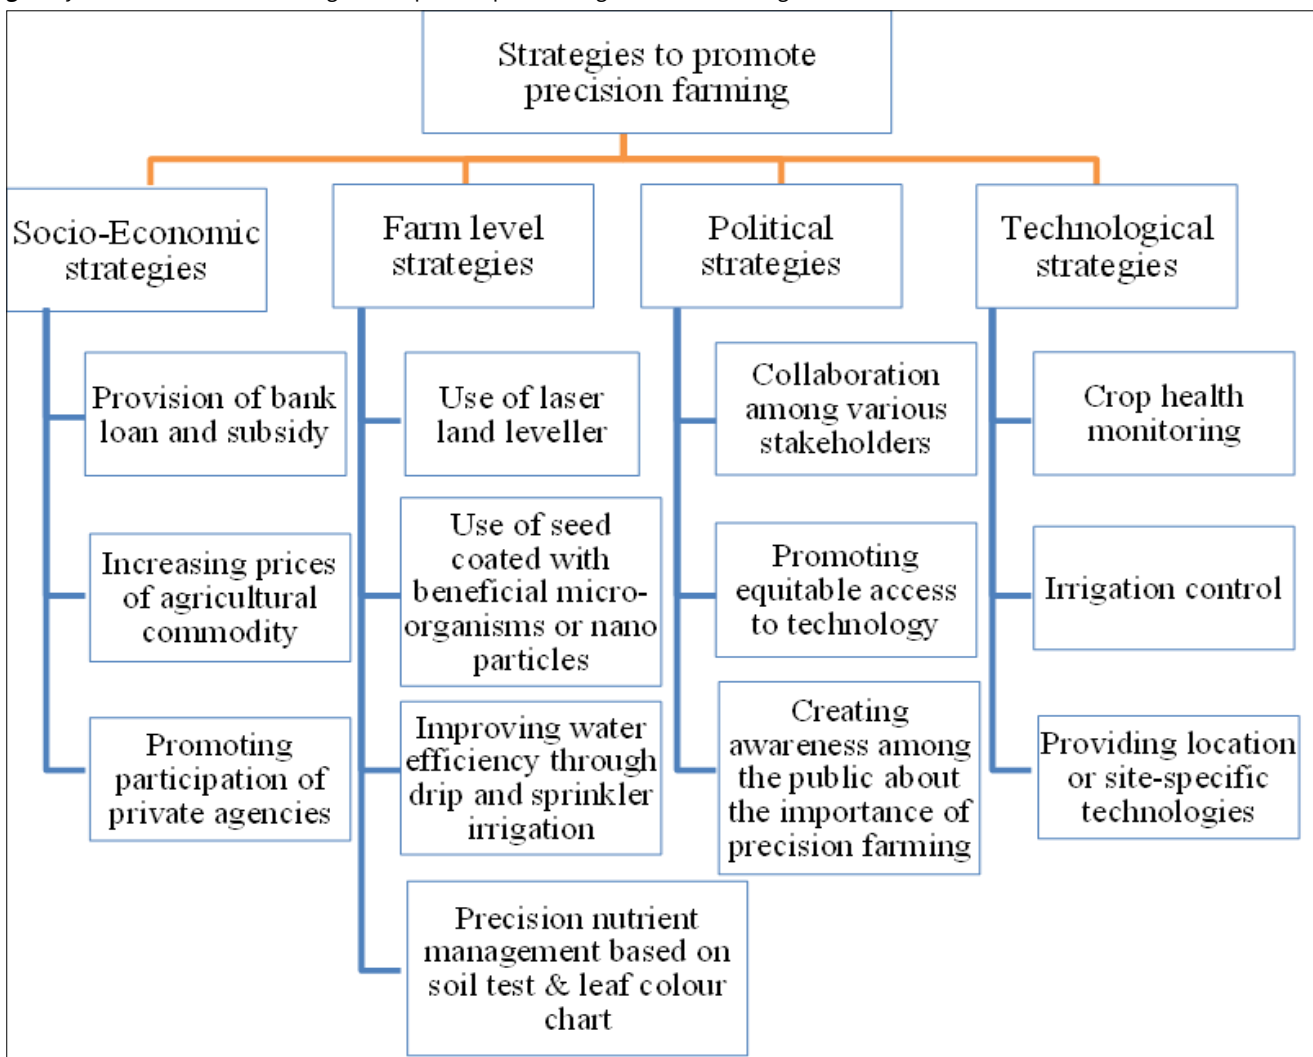 Strategies to promote
precision farming
Socio-Economic
strategies
Provision of bank
loan and subsidy
Increasing prices
of agricultural
commodity
Promoting
participation of
private agencies
Farm level
strategies
Use of laser
land leveller
Use of seed
coated with
beneficial micro-
organisms or nano
particles
Improving water
efficiency through
drip and sprinkler
irrigation
Precision nutrient
management based on
soil test & leaf colour
chart
Political
strategies
Collaboration
among various
stakeholders
Promoting
equitable access
to technology
Creating
awareness among
the public about
the importance of
precision farming
Technological
strategies
Crop health
monitoring
Irrigation control
Providing location
or site-specific
technologies